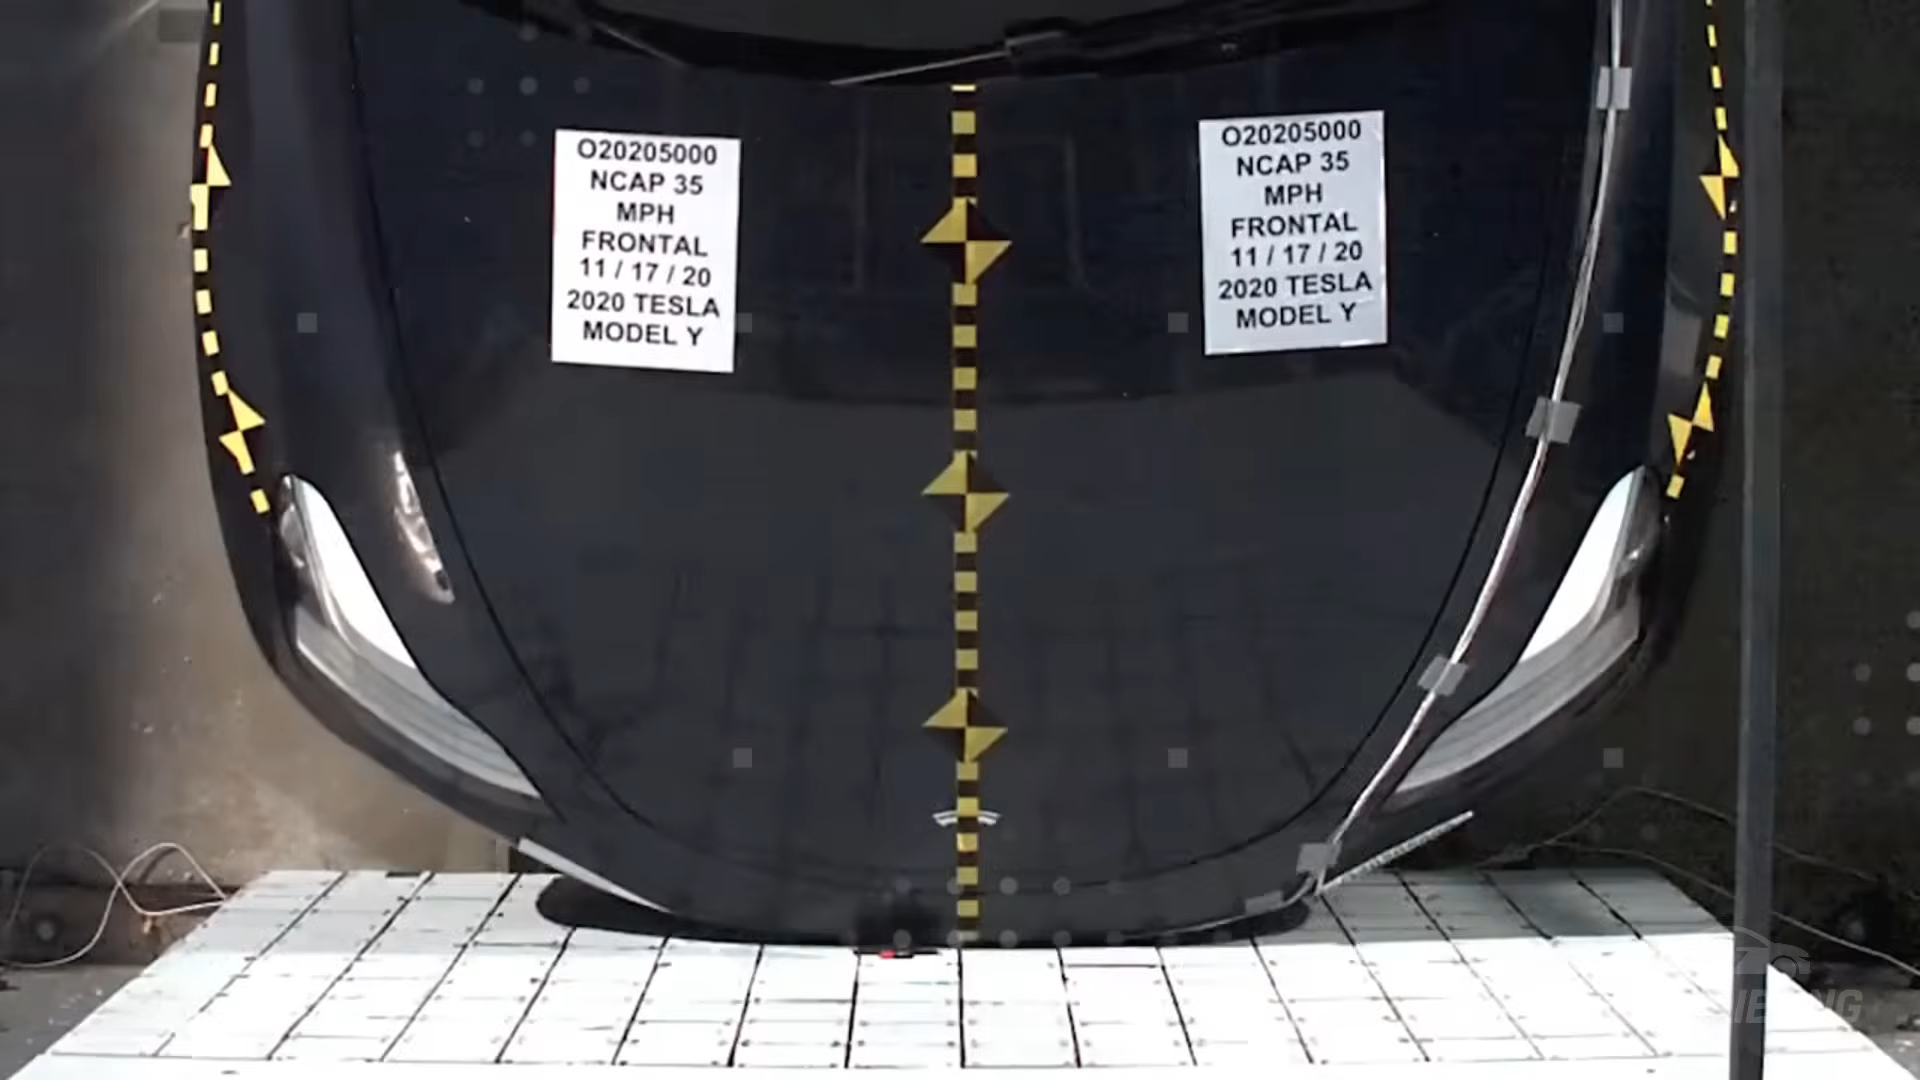 O20205000
NCAP 35
MPH
FRONTAL
11 / 17 / 20
2020 TESLA
MODEL Y
O20205000
NCAP 35
MPH
FRONTAL
11 / 17 / 20
2020 TESLA
MODEL Y